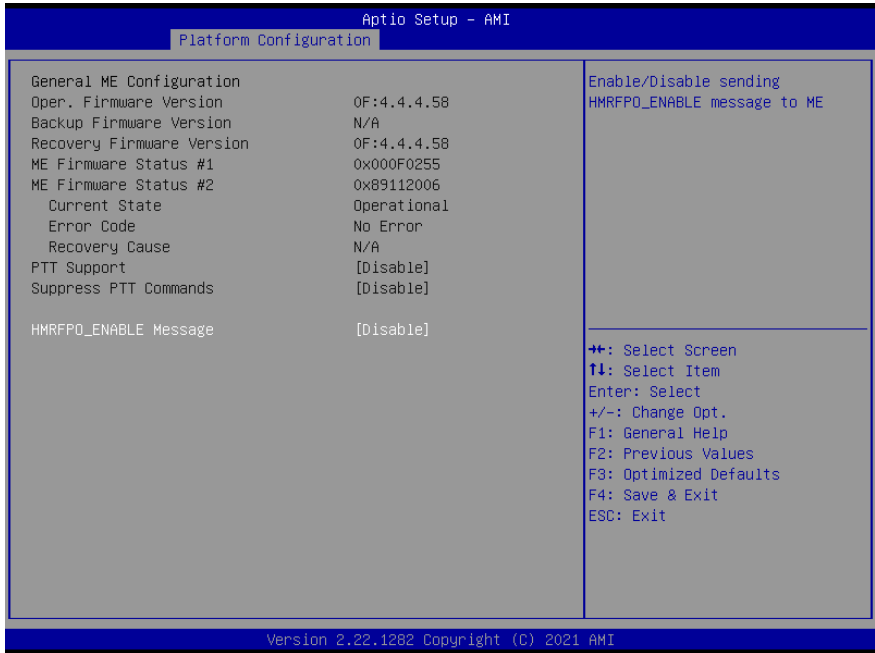 Aptio Setup – AMI
Platform Configuration
General ME Configuration
Oper. Firmware Version 0F:4.4.4.58
Backup Firmware Version N/A
Recovery Firmware Version 0F:4.4.4.58
ME Firmware Status #1 0x000F0255
ME Firmware Status #2 0x89112006
Current State Operational
Error Code No Error
Recovery Cause N/A
PTT Support [Disable]
Suppress PTT Commands [Disable]
HMRFPO_ENABLE Message [Disable]
Enable/Disable sending
HMRFPO_ENABLE message to ME
→←: Select Screen
↑↓: Select Item
Enter: Select
+/-: Change Opt.
F1: General Help
F2: Previous Values
F3: Optimized Defaults
F4: Save & Exit
ESC: Exit
Version 2.22.1282 Copyright (C) 2021 AMI